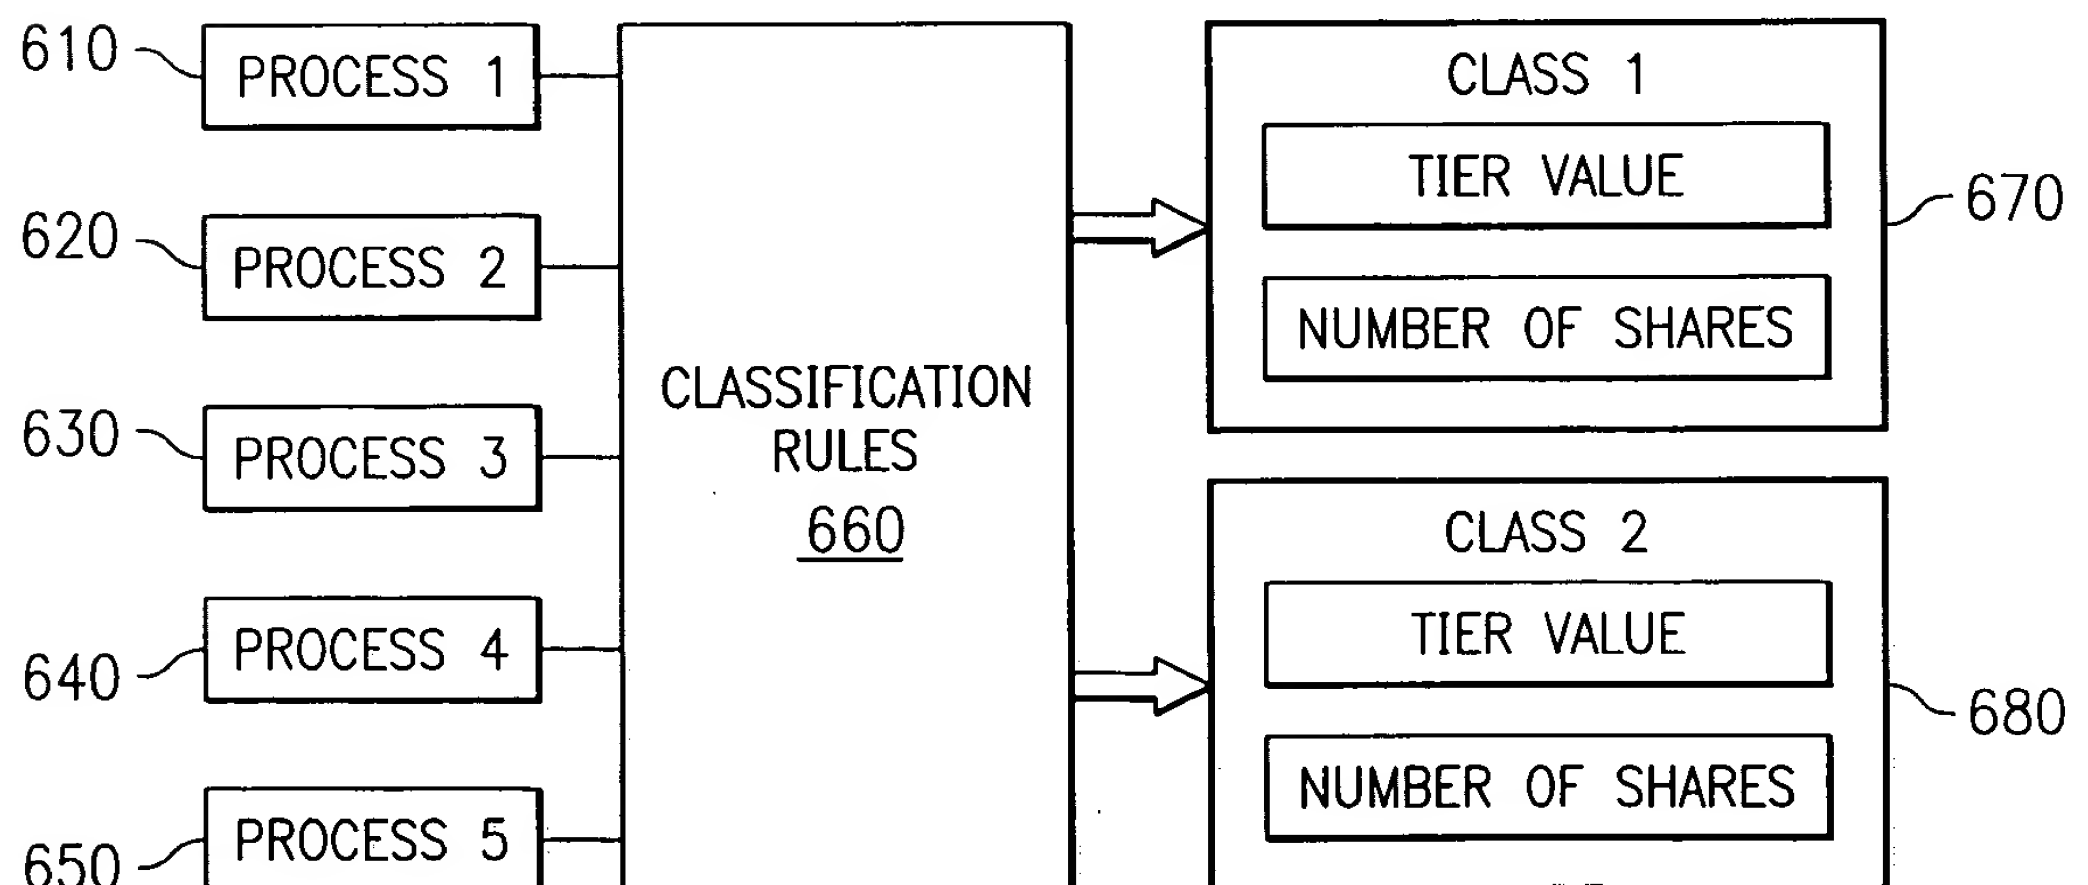 610
PROCESS 1
620
PROCESS 2
630
PROCESS 3
640
PROCESS 4
650
PROCESS 5
CLASSIFICATION
RULES
660
CLASS 1
TIER VALUE
NUMBER OF SHARES
670
CLASS 2
TIER VALUE
NUMBER OF SHARES
680